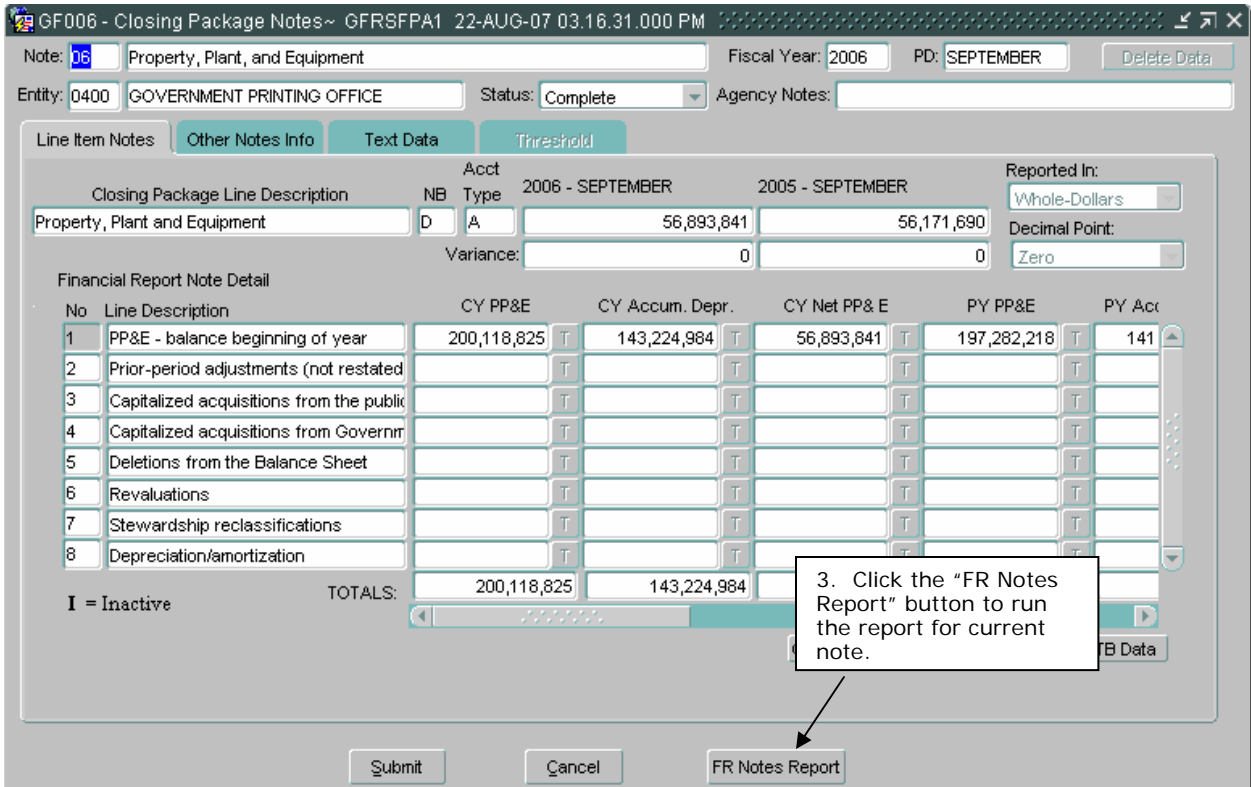 GF006 - Closing Package Notes~ GFRSFPA1 22-AUG-07 03.16.31.000 PM
Note: 06 Property, Plant, and Equipment Fiscal Year: 2006 PD: SEPTEMBER Delete Data
Entity: 0400 GOVERNMENT PRINTING OFFICE Status: Complete Agency Notes:
Line Item Notes Other Notes Info Text Data Threshold
Closing Package Line Description NB Acct Type 2006 - SEPTEMBER 2005 - SEPTEMBER Reported In:
Whole-Dollars
Property, Plant and Equipment D A 56,893,841 56,171,690 Decimal Point:
Variance: 0 0 Zero
Financial Report Note Detail
No Line Description CY PP&E CY Accum. Depr. CY Net PP& E PY PP&E PY Acc
1 PP&E - balance beginning of year 200,118,825 T 143,224,984 T 56,893,841 T 197,282,218 T 141
2 Prior-period adjustments (not restated T T T T
3 Capitalized acquisitions from the public T T T T
4 Capitalized acquisitions from Governm T T T T
5 Deletions from the Balance Sheet T T T T
6 Revaluations T T T T
7 Stewardship reclassifications T T T T
8 Depreciation/amortization T T T T
I = Inactive TOTALS: 200,118,825 143,224,984
3. Click the “FR Notes
Report” button to run
the report for current
note.
TB Data
Submit Cancel FR Notes Report